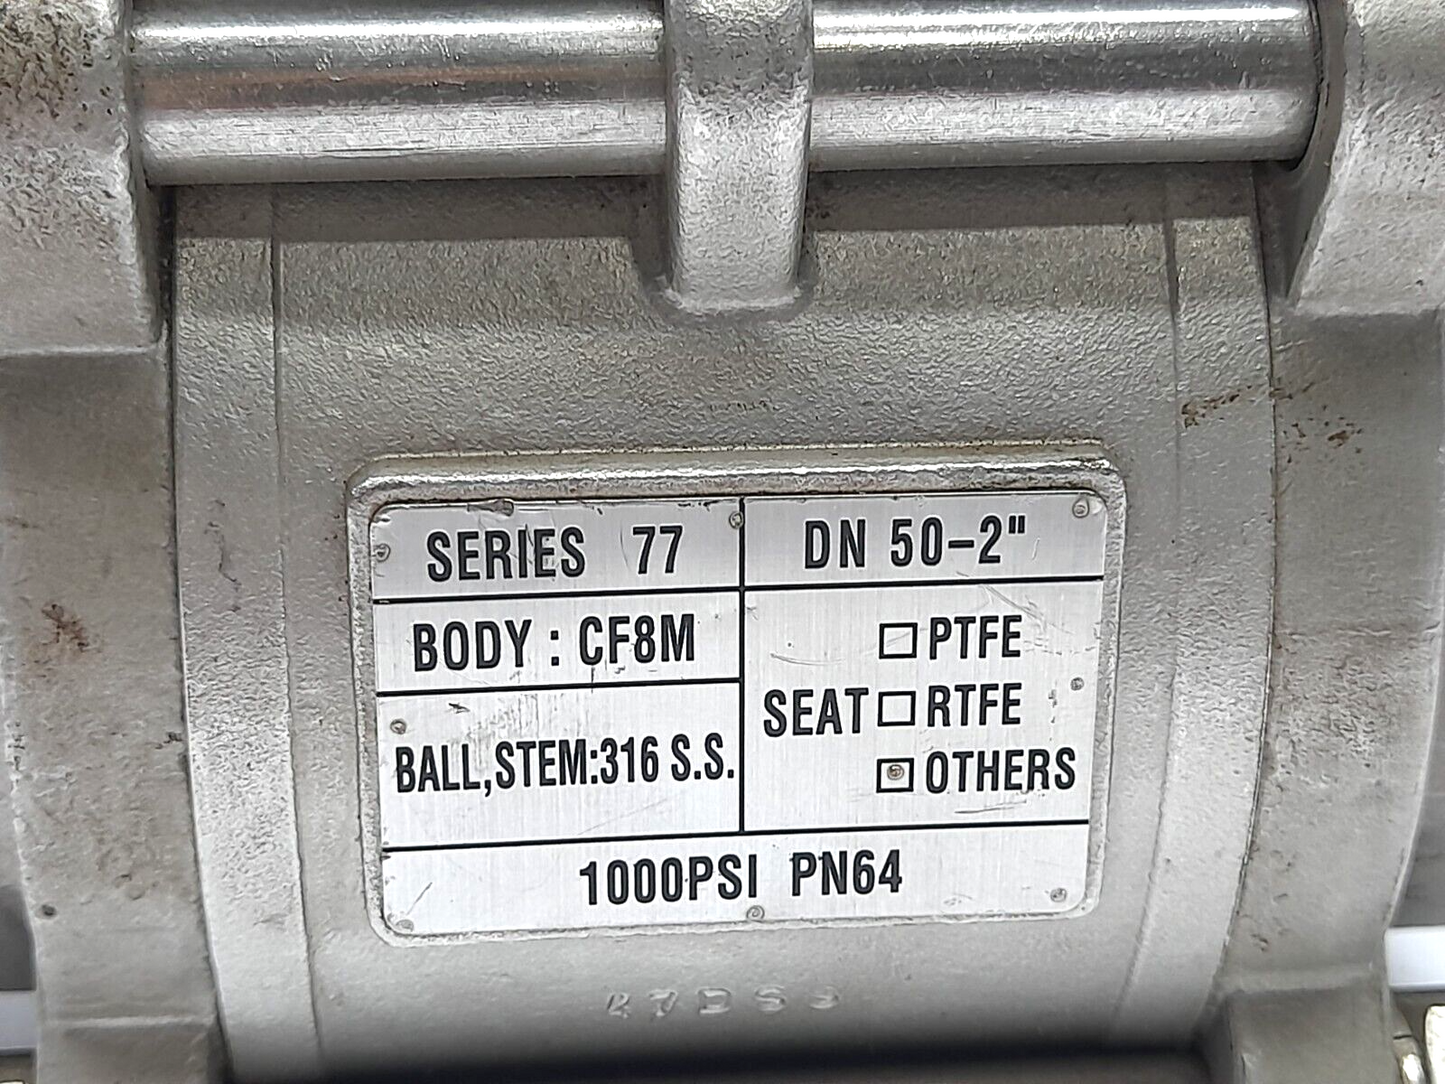 SERIES 77
DN 50-2"
BODY : CF8M
BALL,STEM:316 S.S.
SEAT
□ PTFE
□ RTFE
□ OTHERS
1000PSI PN64